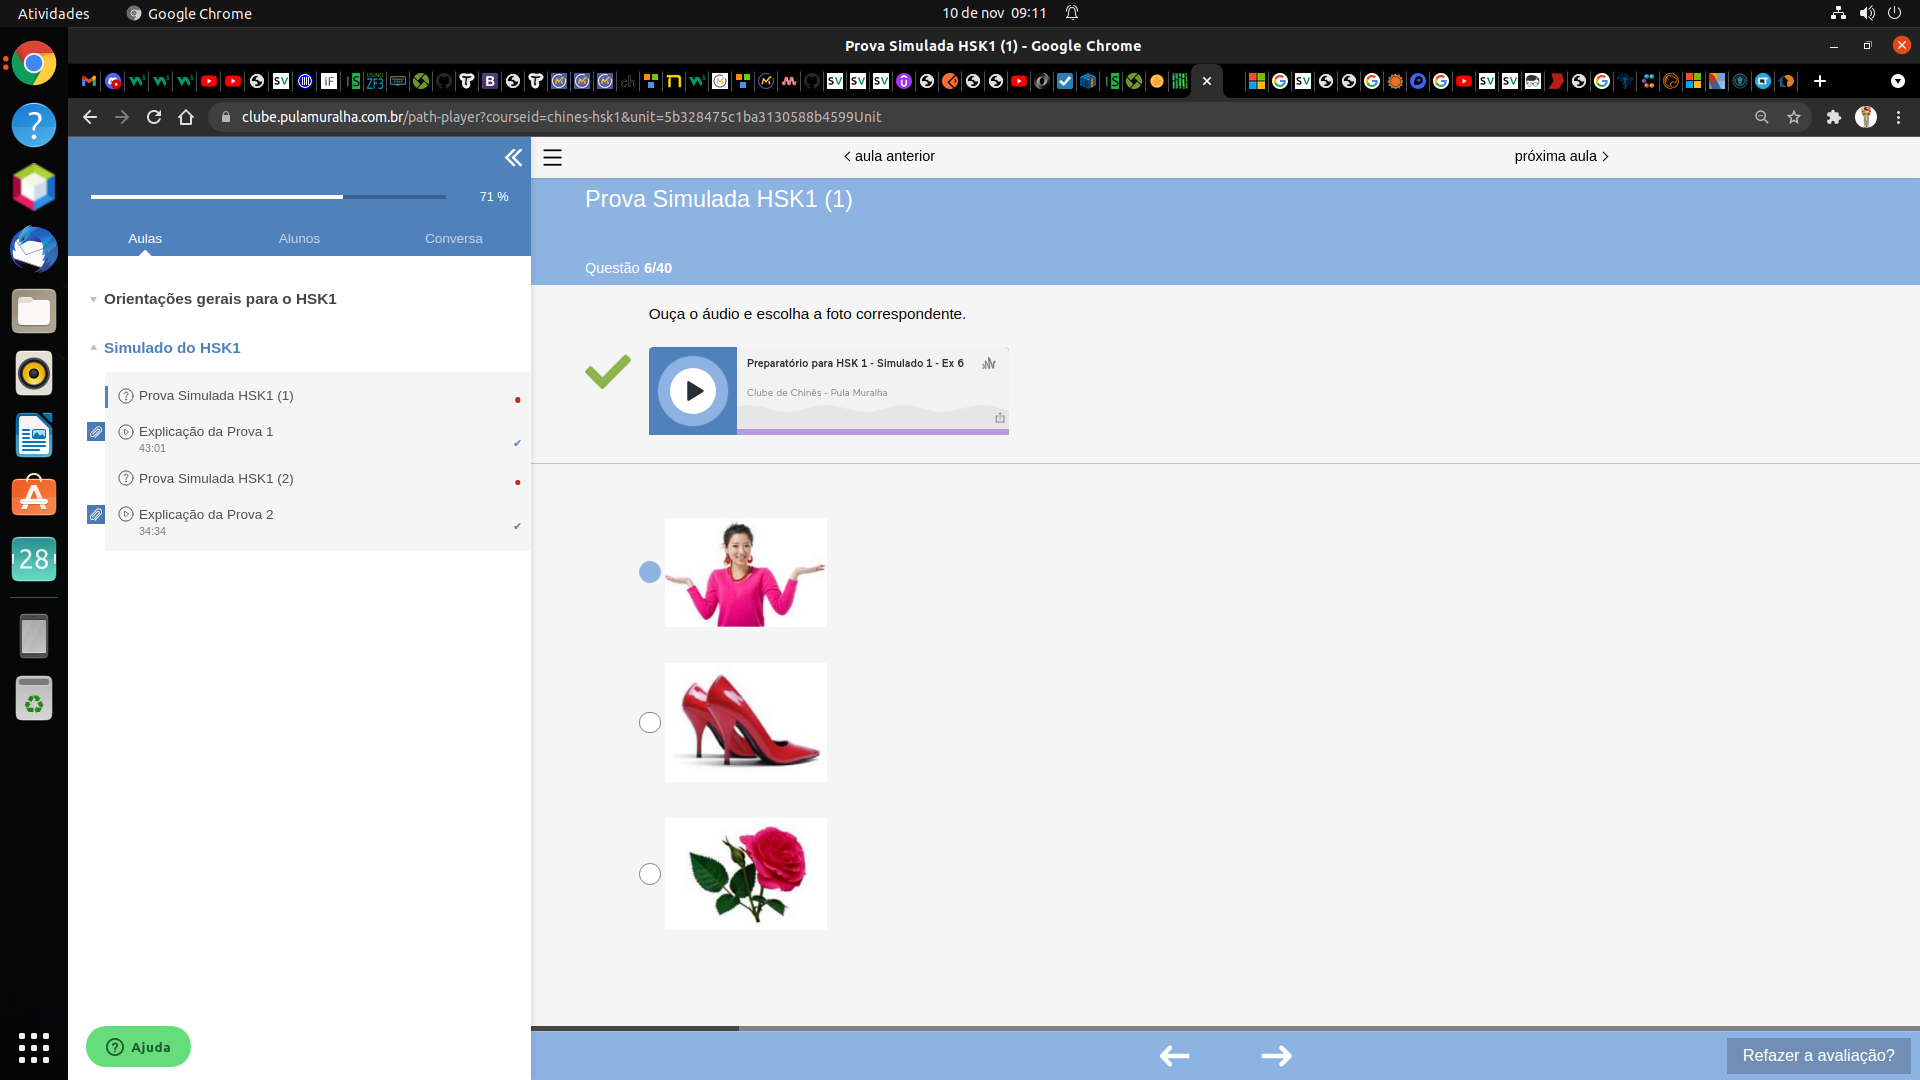 Atividades
Google Chrome
10 de nov 09:11
Prova Simulada HSK1 (1) - Google Chrome
clube.pulamuralha.com.br/path-player?courseid=chines-hsk1&unit=5b328475c1ba3130588b4599Unit
71 %
Aulas
Alunos
Conversa
Orientações gerais para o HSK1
Simulado do HSK1
Prova Simulada HSK1 (1)
Explicação da Prova 1
43:01
Prova Simulada HSK1 (2)
Explicação da Prova 2
34:34
Ajuda
aula anterior
próxima aula
Prova Simulada HSK1 (1)
Questão 6/40
Ouça o áudio e escolha a foto correspondente.
Preparatório para HSK 1 - Simulado 1 - Ex 6
Clube de Chinês - Pula Muralha
Refazer a avaliação?
28